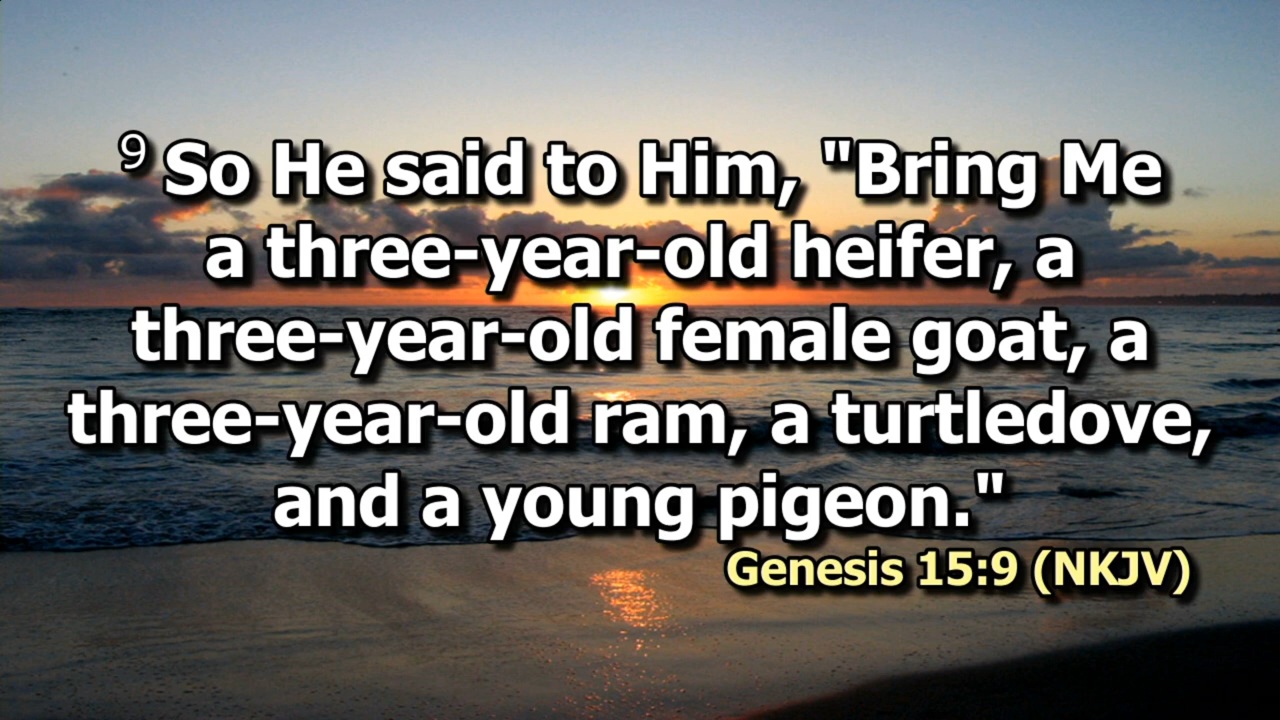 9 So He said to Him, "Bring Me
a three-year-old heifer, a
three-year-old female goat, a
three-year-old ram, a turtledove,
and a young pigeon."
Genesis 15:9 (NKJV)